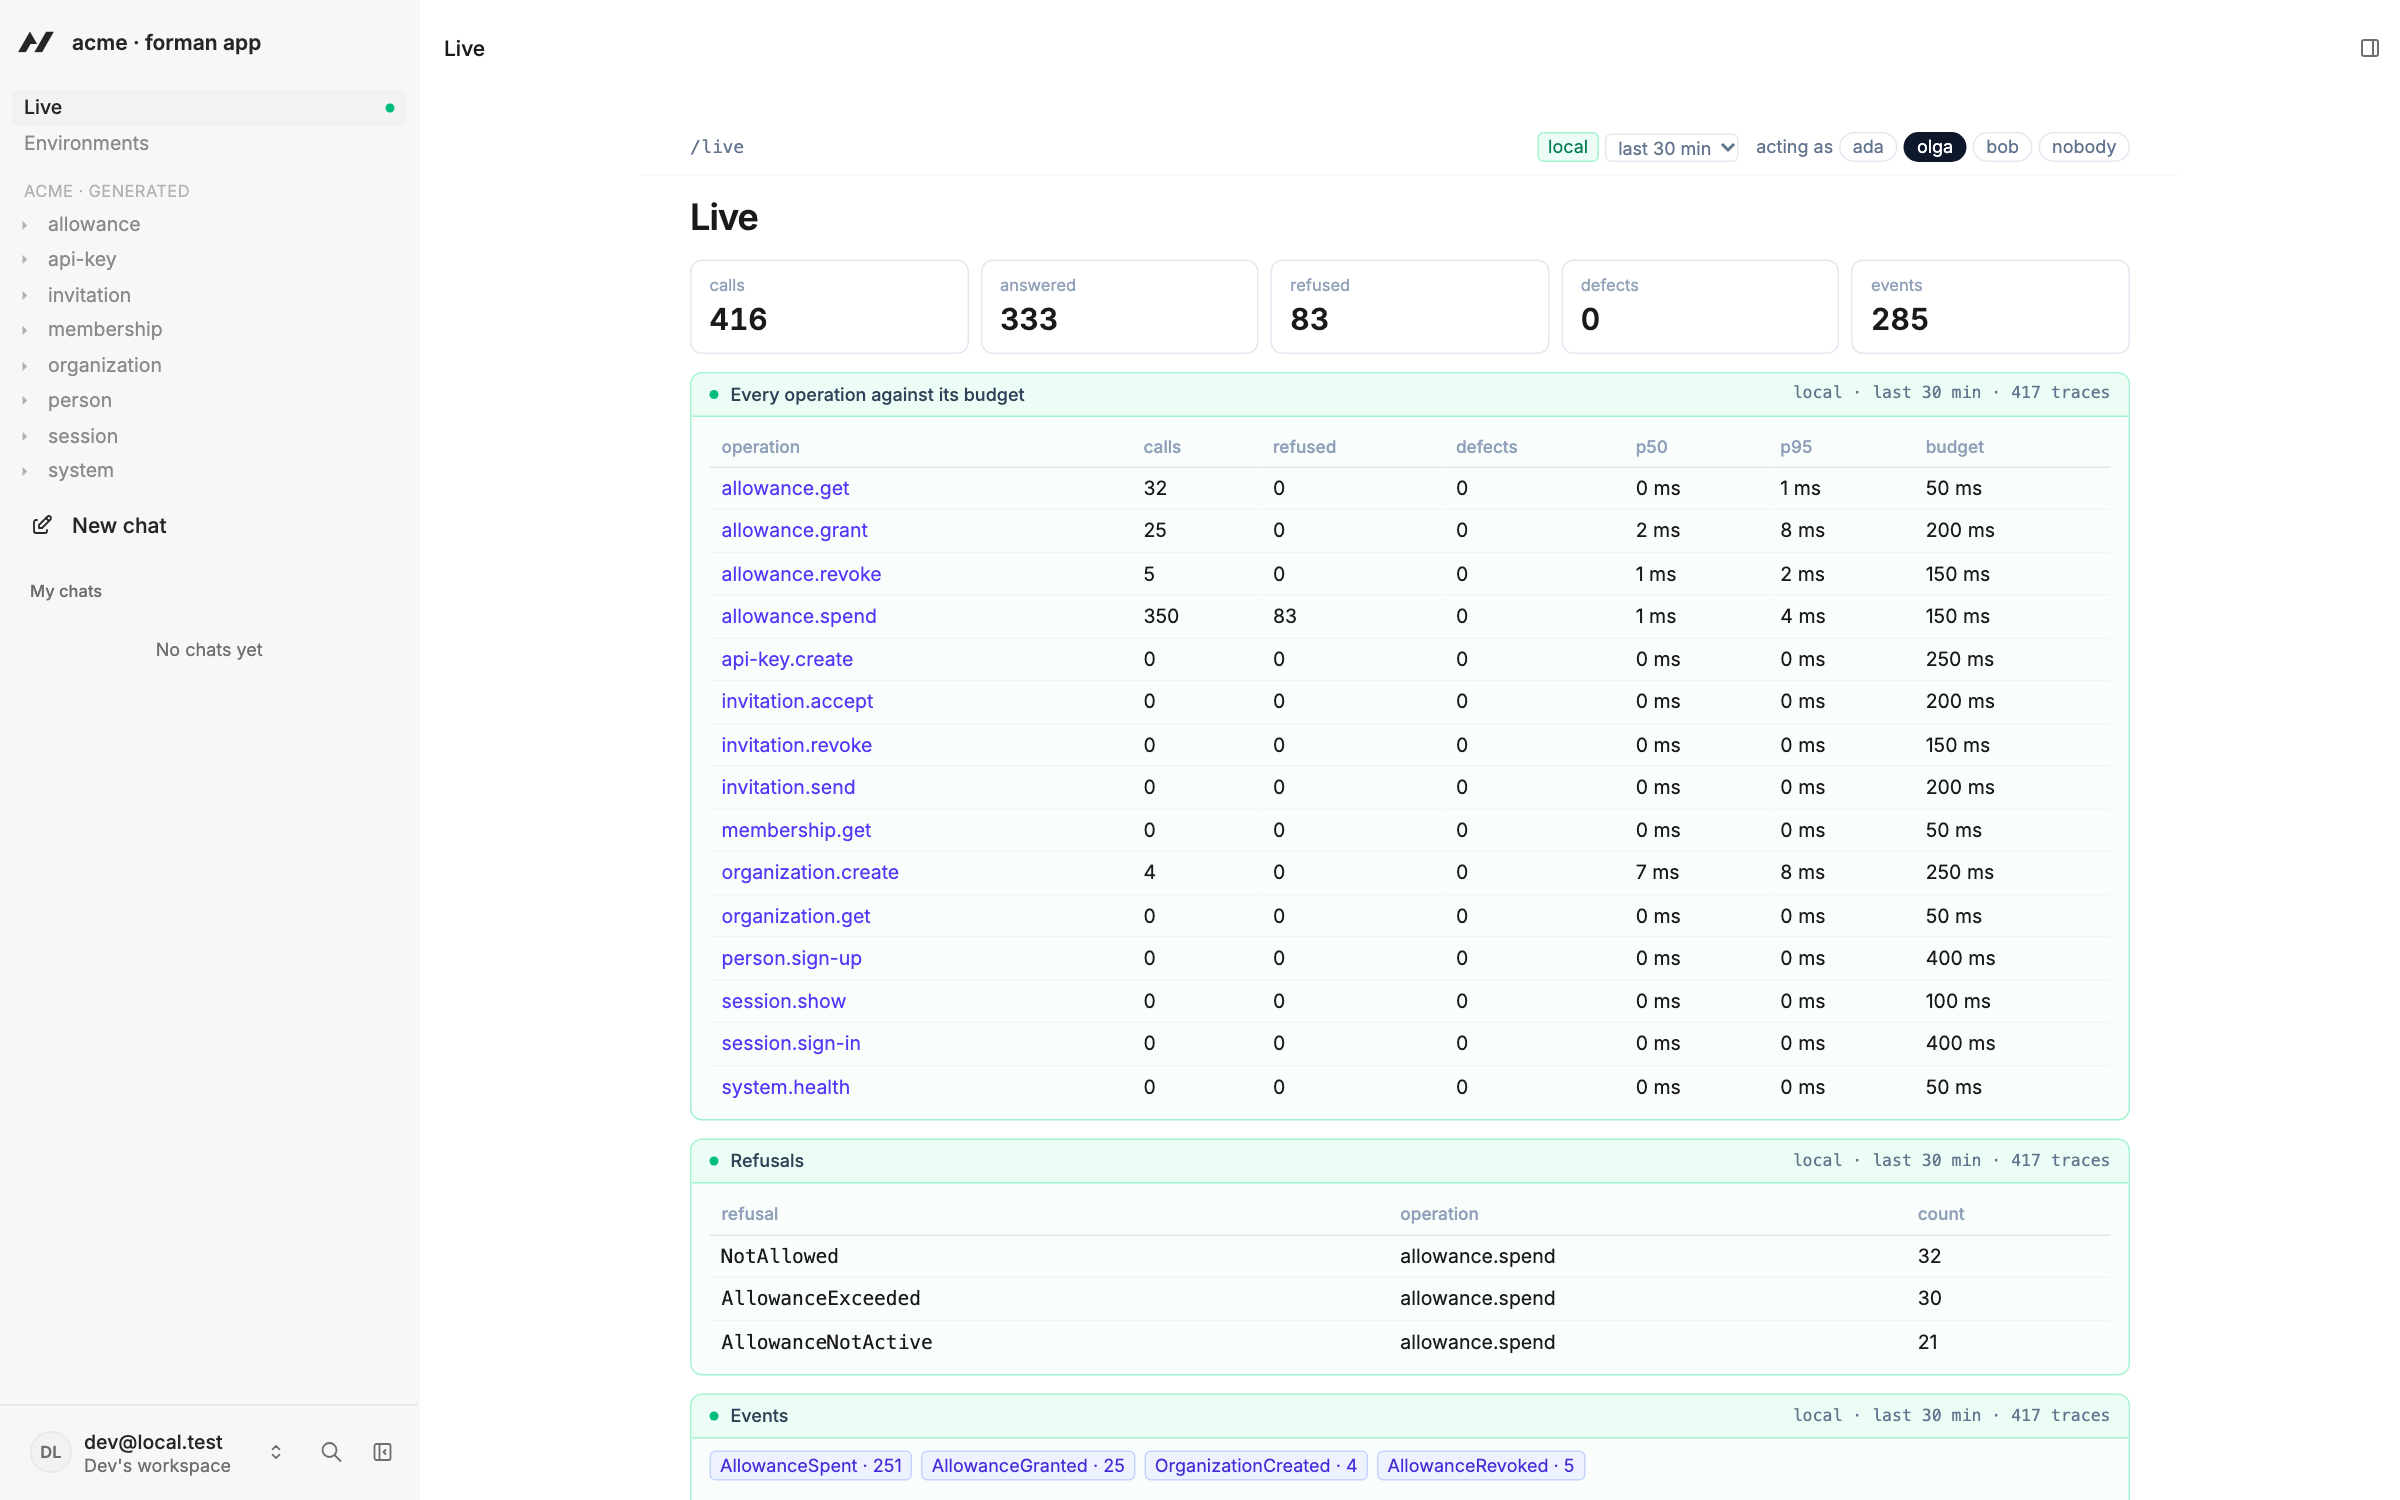 acme · forman app
Live
Environments
ACME · GENERATED
allowance
api-key
invitation
membership
organization
person
session
system
New chat
My chats
No chats yet
DL
dev@local.test
Dev's workspace
Live
/live
local last 30 min acting as ada olga bob nobody
Live
calls answered refused defects events
416 333 83 0 285
Every operation against its budget local · last 30 min · 417 traces
operation calls refused defects p50 p95 budget
allowance.get 32 0 0 0 ms 1 ms 50 ms
allowance.grant 25 0 0 2 ms 8 ms 200 ms
allowance.revoke 5 0 0 1 ms 2 ms 150 ms
allowance.spend 350 83 0 1 ms 4 ms 150 ms
api-key.create 0 0 0 0 ms 0 ms 250 ms
invitation.accept 0 0 0 0 ms 0 ms 200 ms
invitation.revoke 0 0 0 0 ms 0 ms 150 ms
invitation.send 0 0 0 0 ms 0 ms 200 ms
membership.get 0 0 0 0 ms 0 ms 50 ms
organization.create 4 0 0 7 ms 8 ms 250 ms
organization.get 0 0 0 0 ms 0 ms 50 ms
person.sign-up 0 0 0 0 ms 0 ms 400 ms
session.show 0 0 0 0 ms 0 ms 100 ms
session.sign-in 0 0 0 0 ms 0 ms 400 ms
system.health 0 0 0 0 ms 0 ms 50 ms
Refusals local · last 30 min · 417 traces
refusal operation count
NotAllowed allowance.spend 32
AllowanceExceeded allowance.spend 30
AllowanceNotActive allowance.spend 21
Events local · last 30 min · 417 traces
AllowanceSpent · 251 AllowanceGranted · 25 OrganizationCreated · 4 AllowanceRevoked · 5